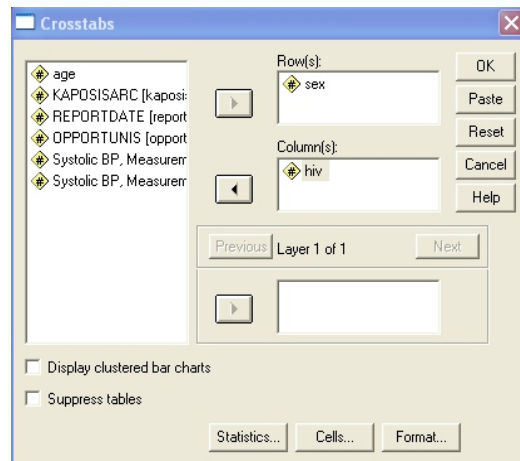 Crosstabs
age
KAPOSISARC [kaposi:
REPORTDATE [report
OPPORTUNIS [opport
Systolic BP, Measurem
Systolic BP, Measurem
Row(s):
sex
Column(s):
hiv
OK
Paste
Reset
Cancel
Help
Previous Layer 1 of 1 Next
Display clustered bar charts
Suppress tables
Statistics... Cells... Format...